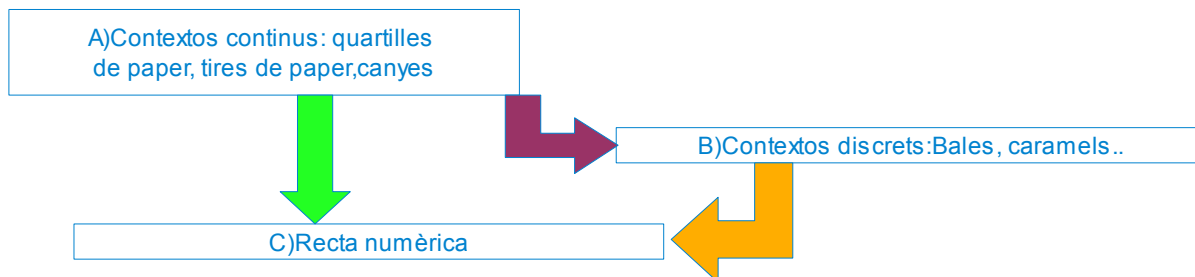 A)Contextos continus: quartilles
de paper, tires de paper,canyes
B)Contextos discrets:Bales, caramels..
C)Recta numèrica